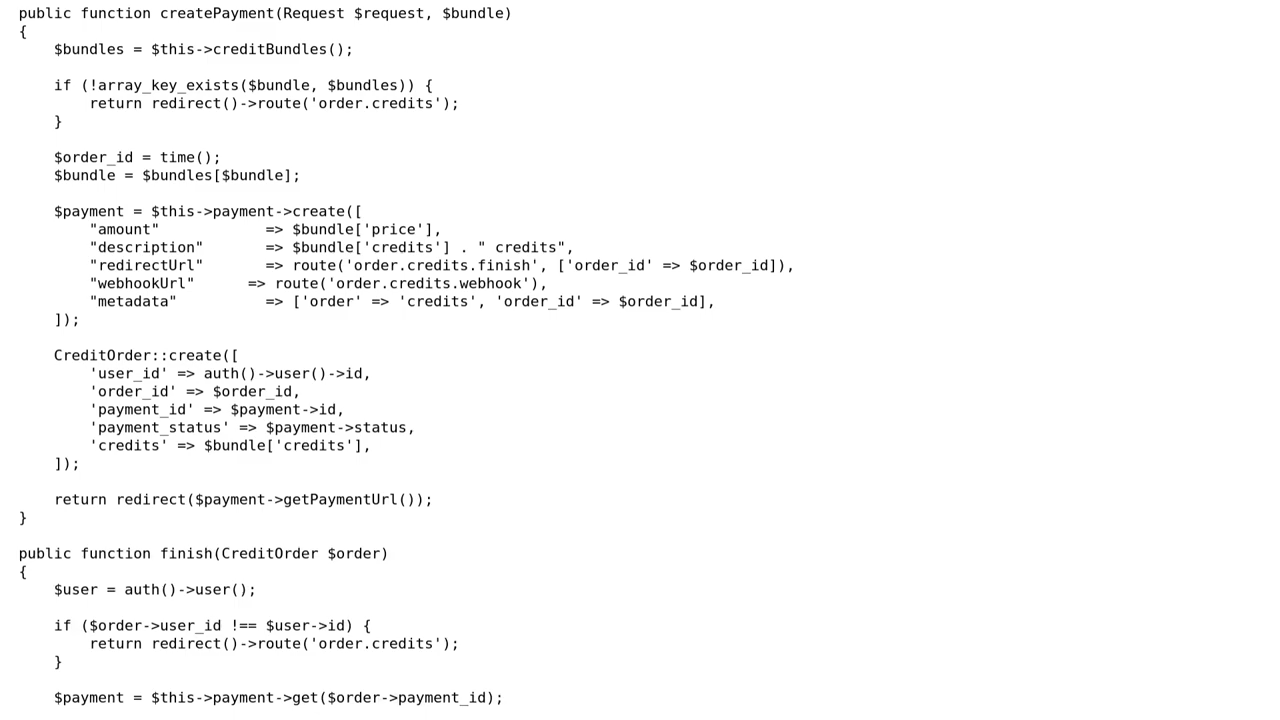 public function createPayment(Request $request, $bundle)
{
    $bundles = $this->creditBundles();

    if (!array_key_exists($bundle, $bundles)) {
        return redirect()->route('order.credits');
    }

    $order_id = time();
    $bundle = $bundles[$bundle];

    $payment = $this->payment->create([
        "amount"            => $bundle['price'],
        "description"       => $bundle['credits'] . " credits",
        "redirectUrl"       => route('order.credits.finish', ['order_id' => $order_id]),
        "webhookUrl"      => route('order.credits.webhook'),
        "metadata"          => ['order' => 'credits', 'order_id' => $order_id],
    ]);

    CreditOrder::create([
        'user_id' => auth()->user()->id,
        'order_id' => $order_id,
        'payment_id' => $payment->id,
        'payment_status' => $payment->status,
        'credits' => $bundle['credits'],
    ]);

    return redirect($payment->getPaymentUrl());
}

public function finish(CreditOrder $order)
{
    $user = auth()->user();

    if ($order->user_id !== $user->id) {
        return redirect()->route('order.credits');
    }

    $payment = $this->payment->get($order->payment_id);